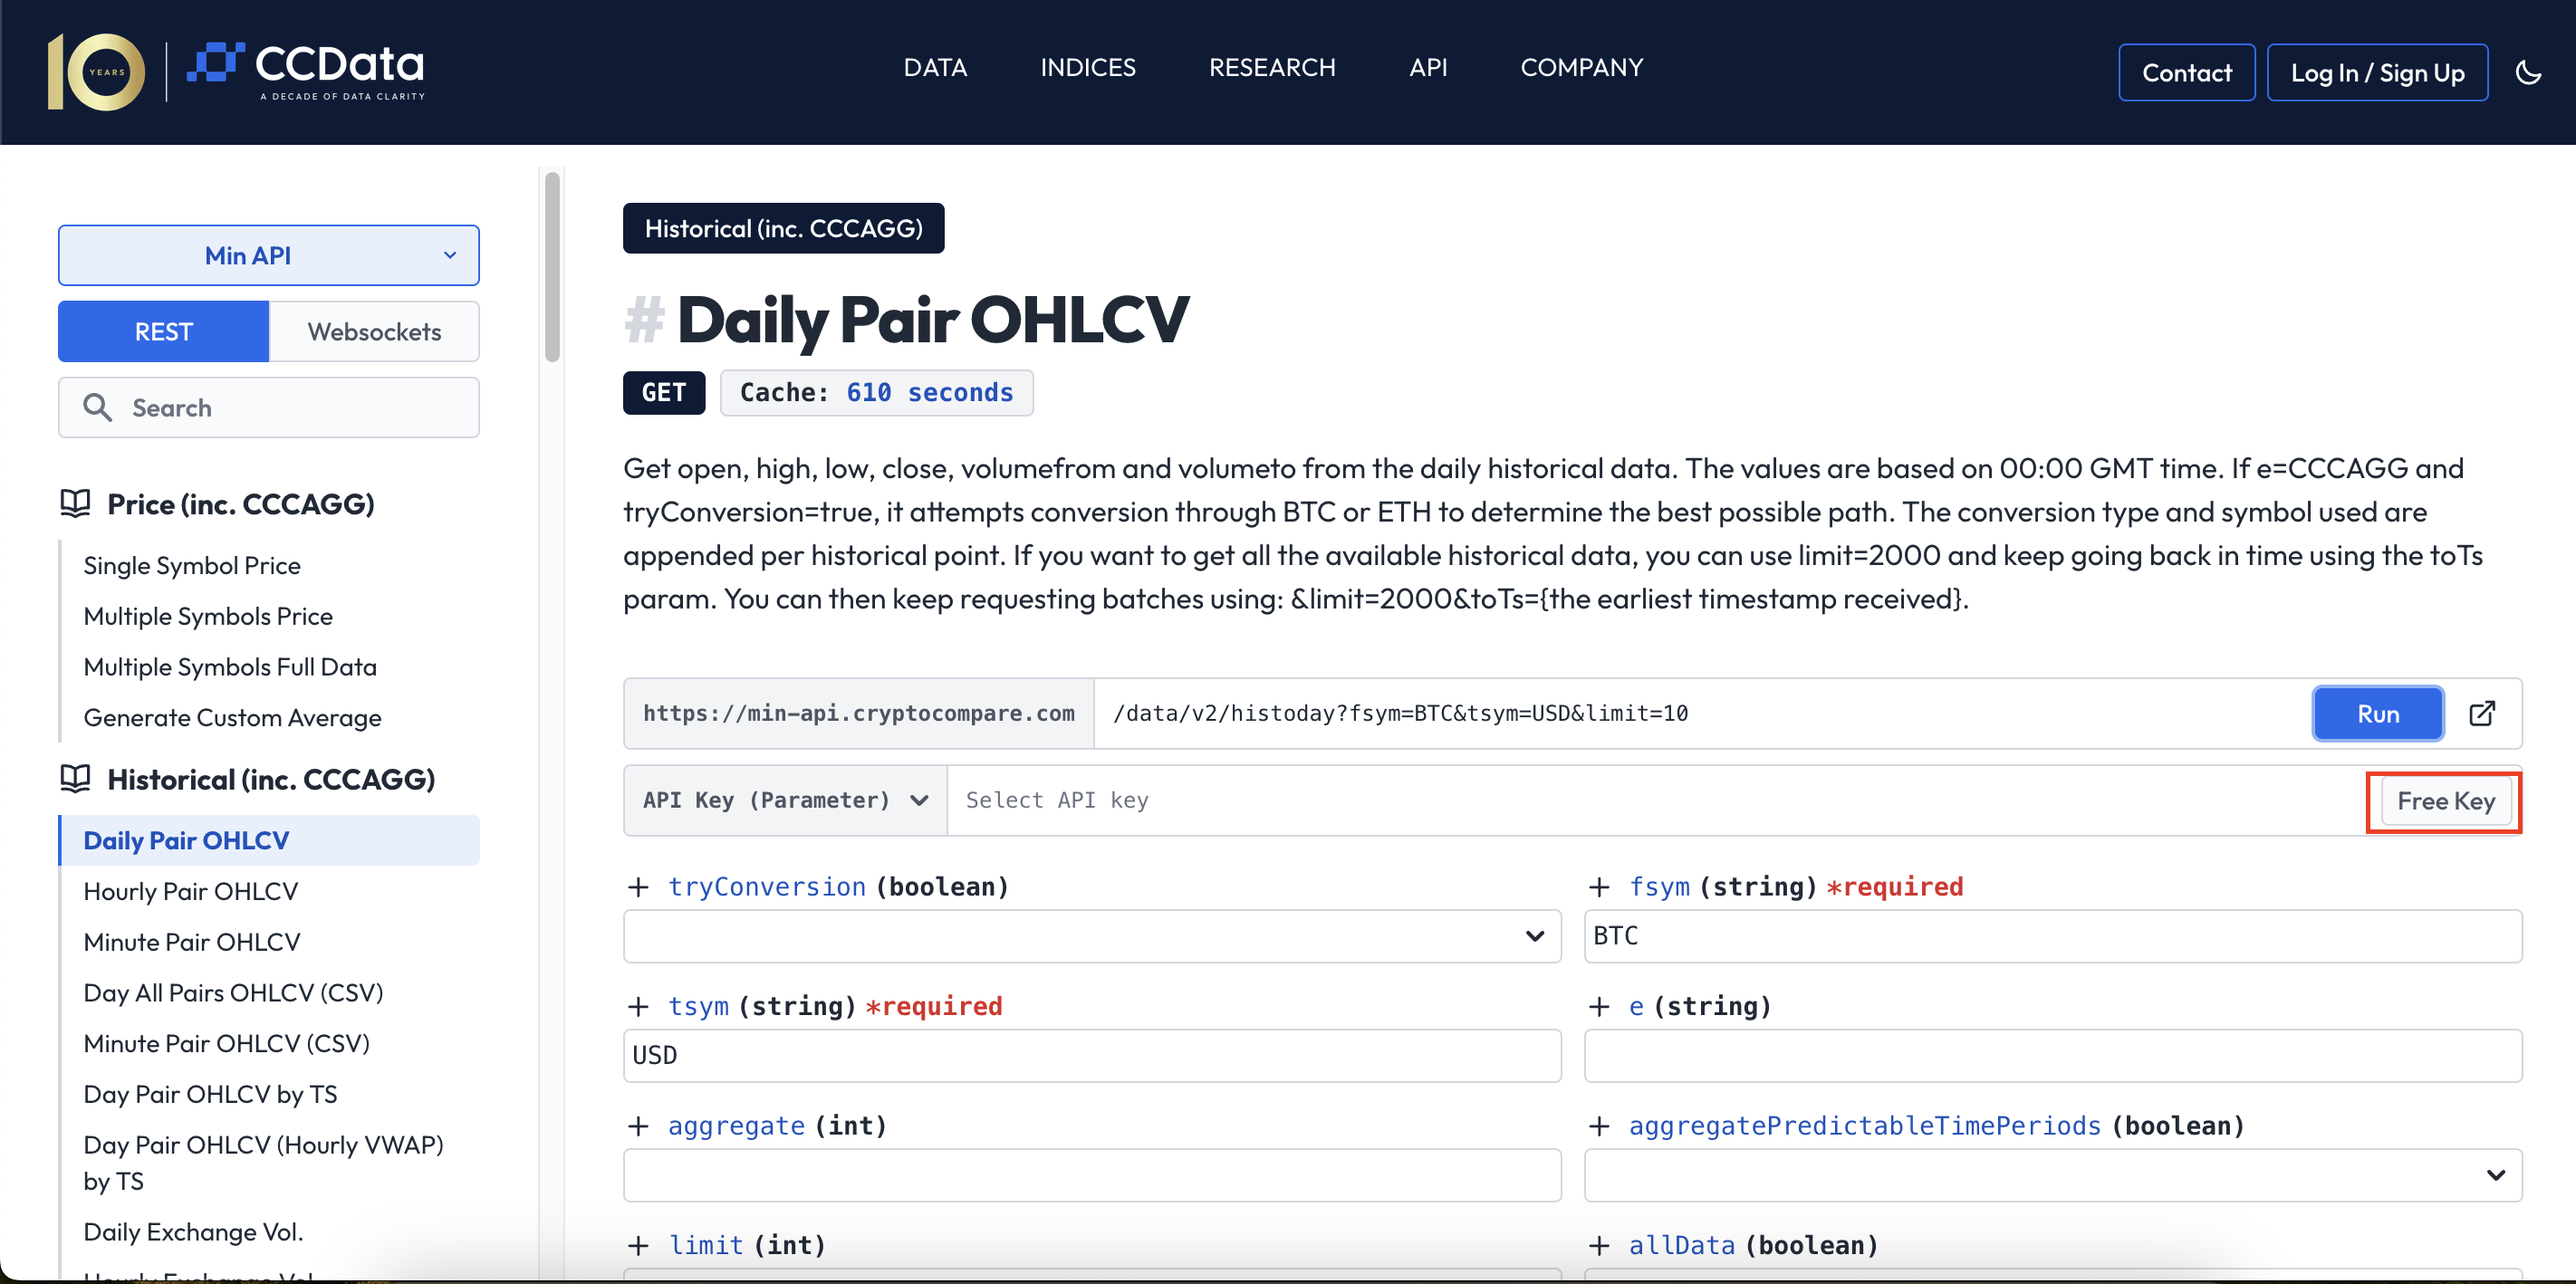 10 YEARS
CCData
A DECADE OF DATA CLARITY
DATA
INDICES
RESEARCH
API
COMPANY
Contact
Log In / Sign Up
Min API
REST
Websockets
Search
Price (inc. CCCAGG)
Single Symbol Price
Multiple Symbols Price
Multiple Symbols Full Data
Generate Custom Average
Historical (inc. CCCAGG)
Daily Pair OHLCV
Hourly Pair OHLCV
Minute Pair OHLCV
Day All Pairs OHLCV (CSV)
Minute Pair OHLCV (CSV)
Day Pair OHLCV by TS
Day Pair OHLCV (Hourly VWAP)
by TS
Daily Exchange Vol.
Hourly Exchange Vol.
Historical (inc. CCCAGG)
# Daily Pair OHLCV
GET
Cache: 610 seconds
Get open, high, low, close, volumefrom and volumeto from the daily historical data. The values are based on 00:00 GMT time. If e=CCCAGG and
tryConversion=true, it attempts conversion through BTC or ETH to determine the best possible path. The conversion type and symbol used are
appended per historical point. If you want to get all the available historical data, you can use limit=2000 and keep going back in time using the toTs
param. You can then keep requesting batches using: &limit=2000&toTs={the earliest timestamp received}.
https://min-api.cryptocompare.com
/data/v2/histoday?fsym=BTC&tsym=USD&limit=10
Run
API Key (Parameter)
Select API key
Free Key
+ tryConversion (boolean)
+ fsym (string) *required
BTC
+ tsym (string) *required
USD
+ e (string)
+ aggregate (int)
+ aggregatePredictableTimePeriods (boolean)
+ limit (int)
+ allData (boolean)